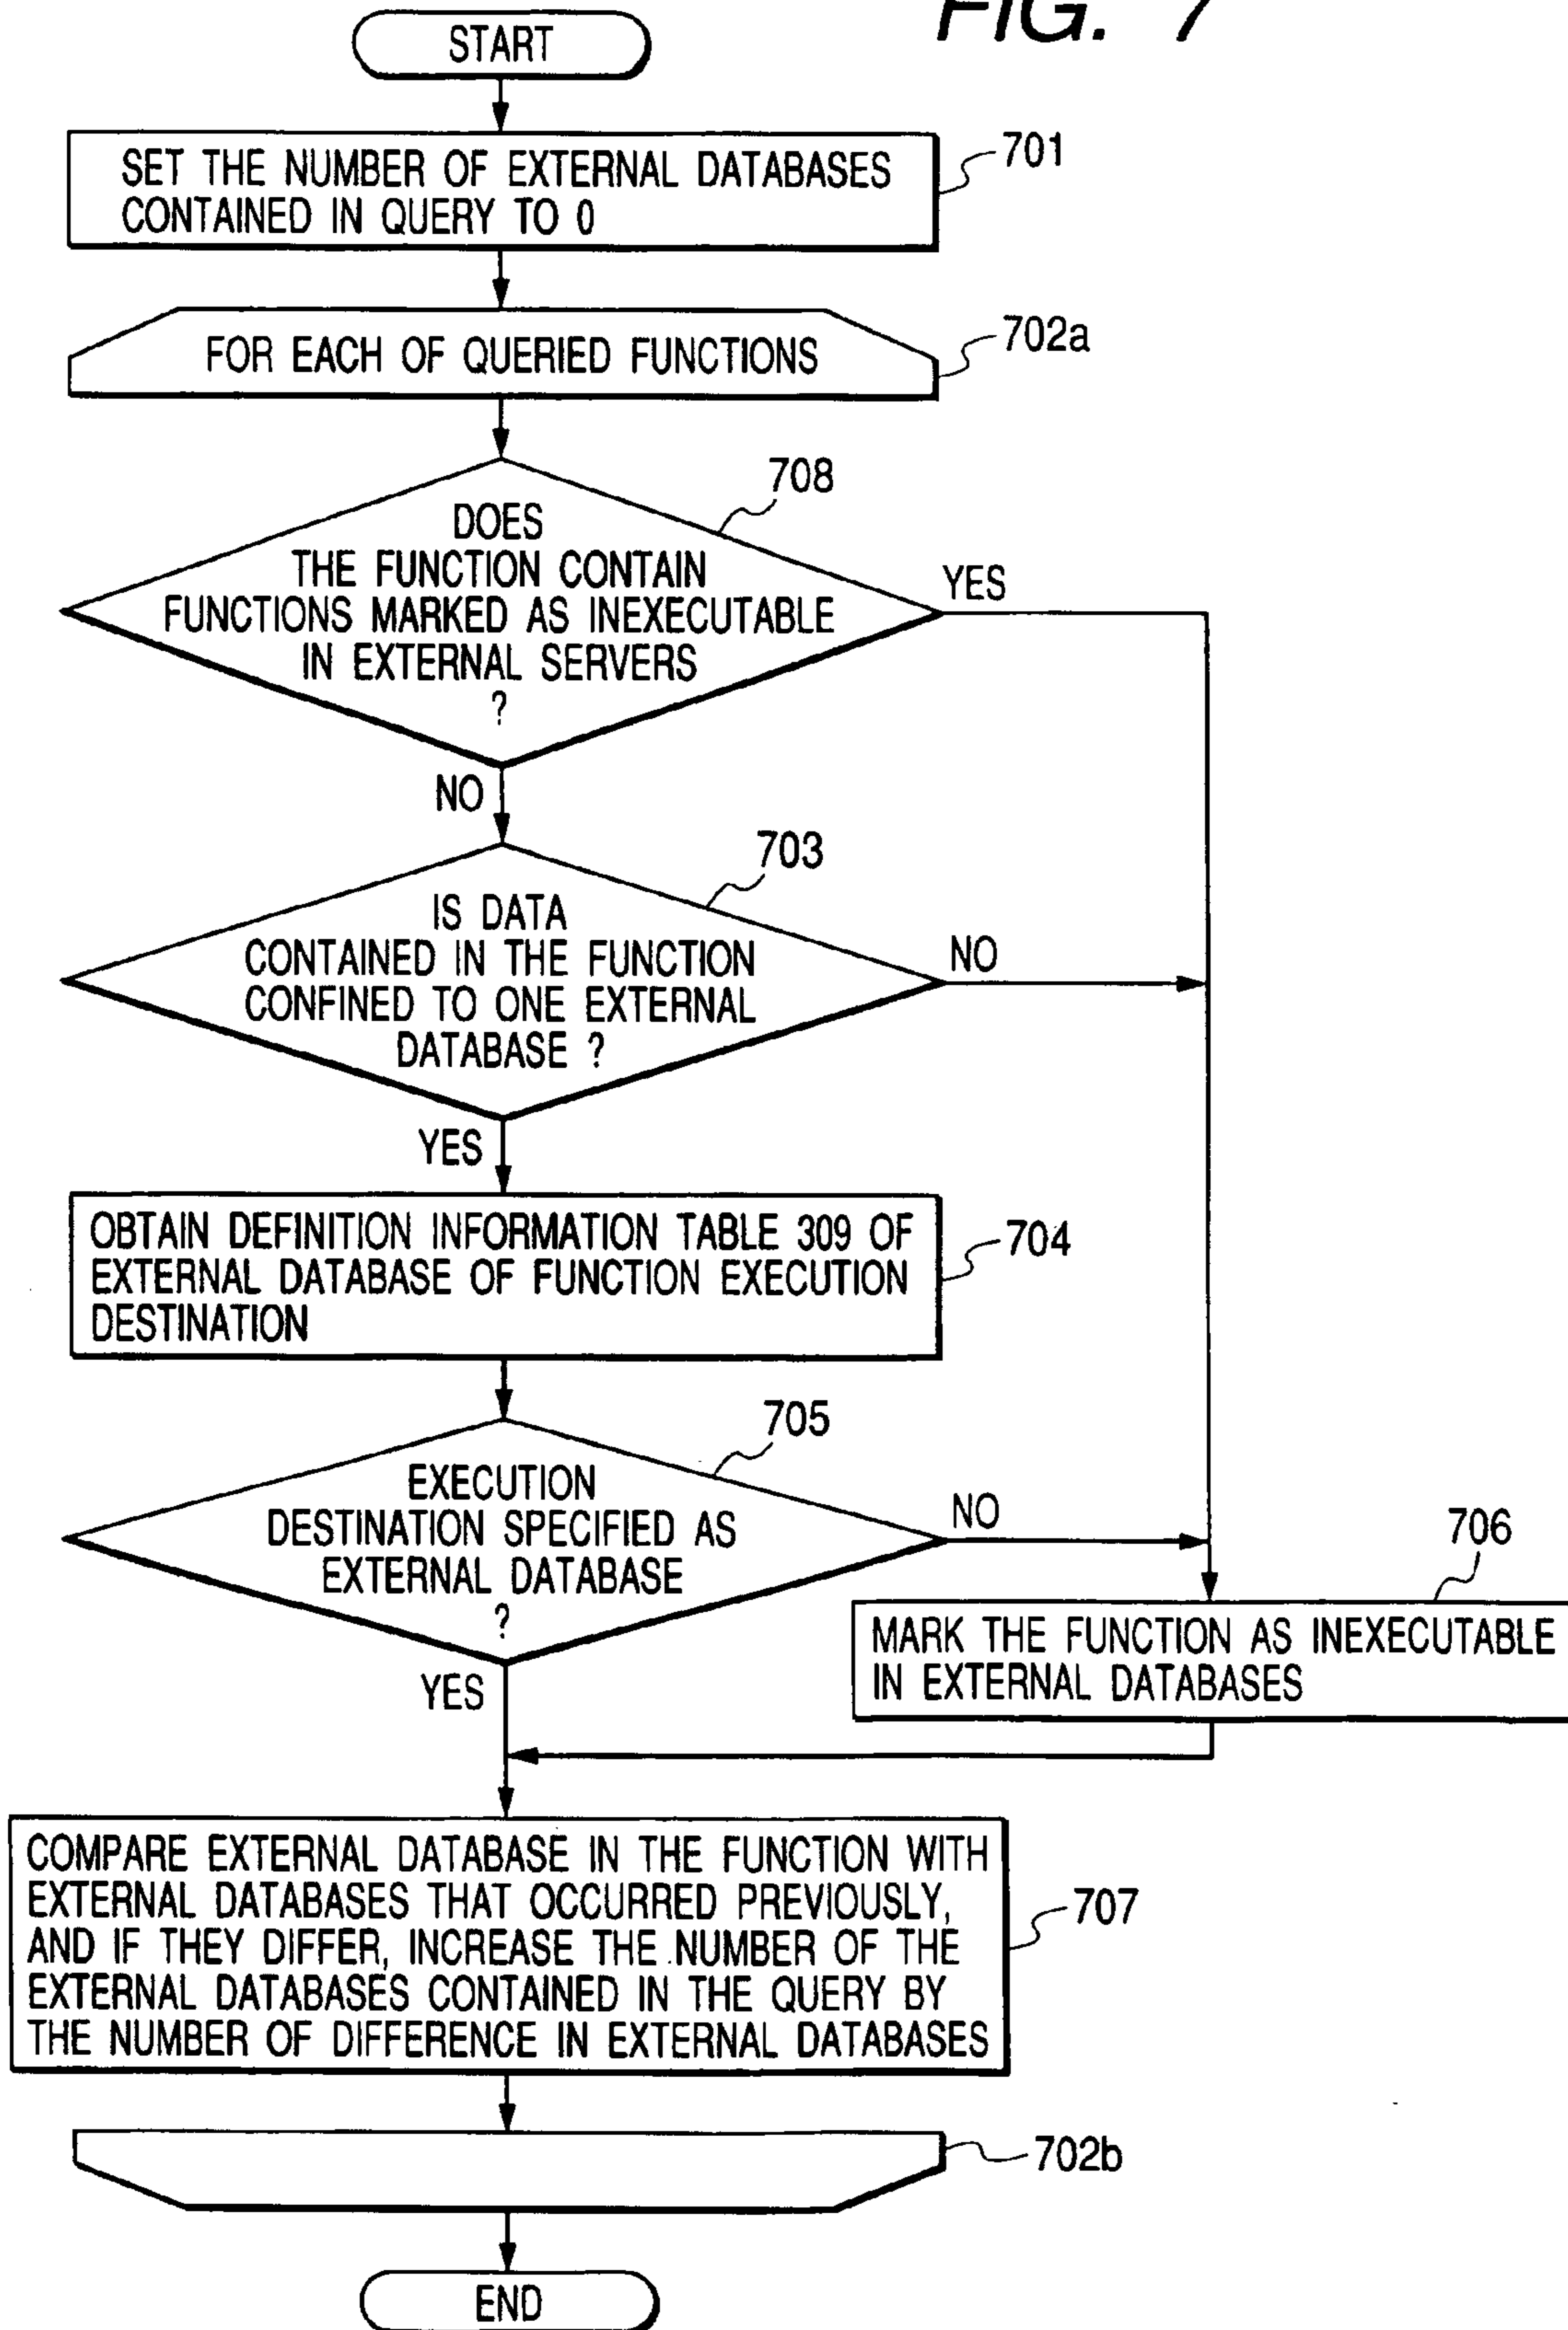 FIG. 7
START
SET THE NUMBER OF EXTERNAL DATABASES
CONTAINED IN QUERY TO 0
701
FOR EACH OF QUERIED FUNCTIONS
702a
708
DOES
THE FUNCTION CONTAIN
FUNCTIONS MARKED AS INEXECUTABLE
IN EXTERNAL SERVERS
?
YES
NO
703
IS DATA
CONTAINED IN THE FUNCTION
CONFINED TO ONE EXTERNAL
DATABASE ?
NO
YES
OBTAIN DEFINITION INFORMATION TABLE 309 OF
EXTERNAL DATABASE OF FUNCTION EXECUTION
DESTINATION
704
705
EXECUTION
DESTINATION SPECIFIED AS
EXTERNAL DATABASE
?
NO
YES
706
MARK THE FUNCTION AS INEXECUTABLE
IN EXTERNAL DATABASES
COMPARE EXTERNAL DATABASE IN THE FUNCTION WITH
EXTERNAL DATABASES THAT OCCURRED PREVIOUSLY,
AND IF THEY DIFFER, INCREASE THE NUMBER OF THE
EXTERNAL DATABASES CONTAINED IN THE QUERY BY
THE NUMBER OF DIFFERENCE IN EXTERNAL DATABASES
707
702b
END